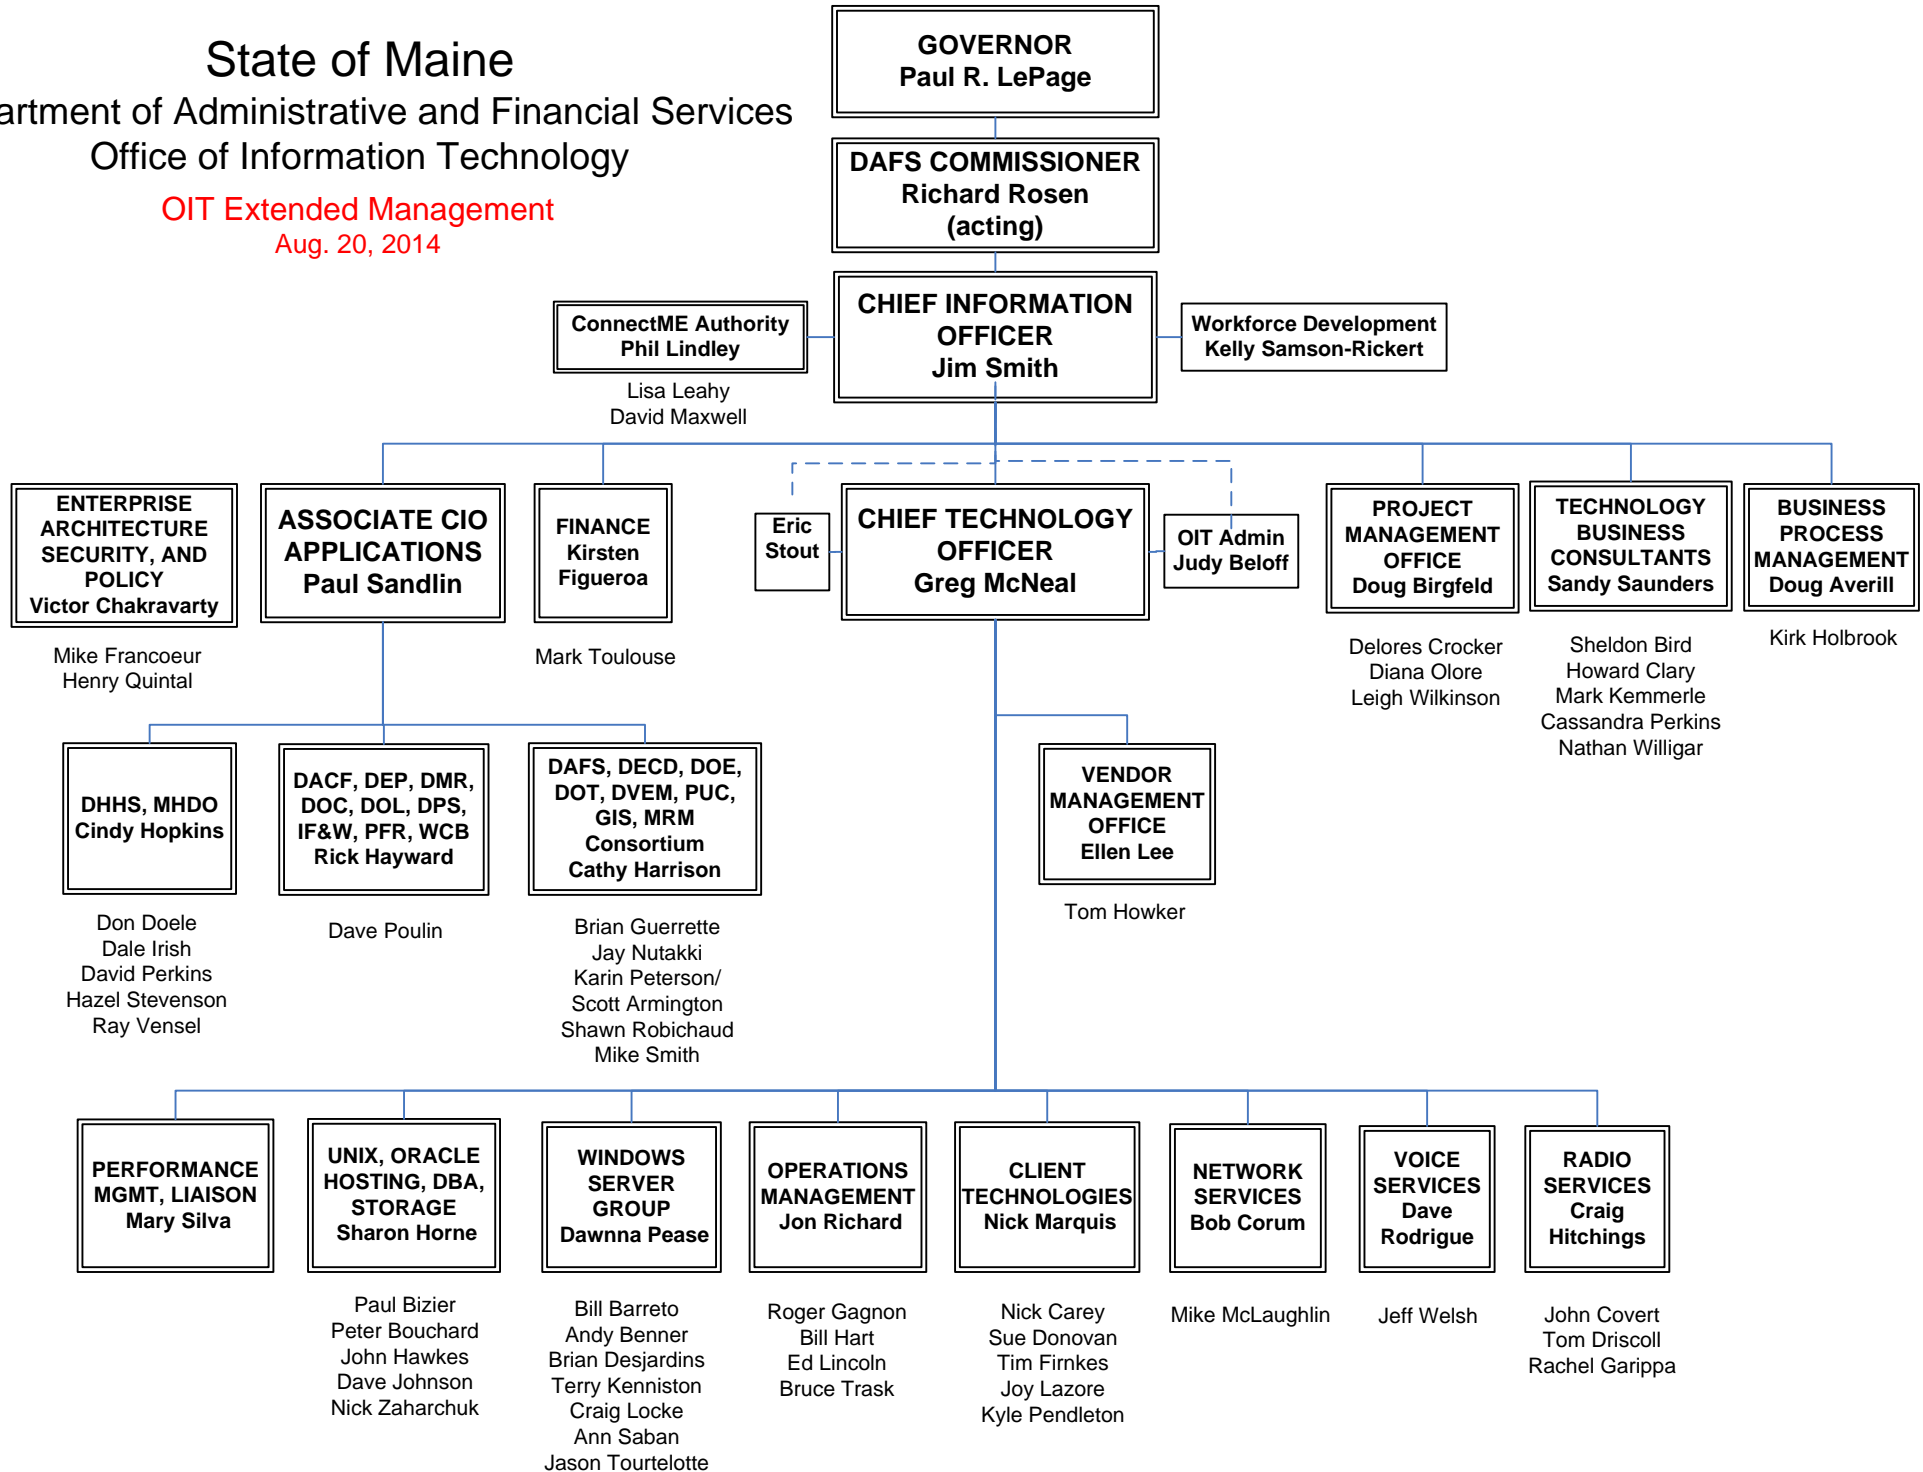 State of Maine
artment of Administrative and Financial Services
Office of Information Technology
OIT Extended Management
Aug. 20, 2014
GOVERNOR
Paul R. LePage
DAFS COMMISSIONER
Richard Rosen
(acting)
CHIEF INFORMATION
OFFICER
Jim Smith
ConnectME Authority
Phil Lindley
Lisa Leahy
David Maxwell
Workforce Development
Kelly Samson-Rickert
ENTERPRISE
ARCHITECTURE
SECURITY, AND
POLICY
Victor Chakravarty
Mike Francoeur
Henry Quintal
ASSOCIATE CIO
APPLICATIONS
Paul Sandlin
FINANCE
Kirsten
Figueroa
Mark Toulouse
Eric
Stout
CHIEF TECHNOLOGY
OFFICER
Greg McNeal
OIT Admin
Judy Beloff
PROJECT
MANAGEMENT
OFFICE
Doug Birgfeld
Delores Crocker
Diana Olore
Leigh Wilkinson
TECHNOLOGY
BUSINESS
CONSULTANTS
Sandy Saunders
Sheldon Bird
Howard Clary
Mark Kemmerle
Cassandra Perkins
Nathan Willigar
BUSINESS
PROCESS
MANAGEMENT
Doug Averill
Kirk Holbrook
DHHS, MHDO
Cindy Hopkins
Don Doele
Dale Irish
David Perkins
Hazel Stevenson
Ray Vensel
DACF, DEP, DMR,
DOC, DOL, DPS,
IF&W, PFR, WCB
Rick Hayward
Dave Poulin
DAFS, DECD, DOE,
DOT, DVEM, PUC,
GIS, MRM
Consortium
Cathy Harrison
Brian Guerrette
Jay Nutakki
Karin Peterson/
Scott Armington
Shawn Robichaud
Mike Smith
VENDOR
MANAGEMENT
OFFICE
Ellen Lee
Tom Howker
PERFORMANCE
MGMT, LIAISON
Mary Silva
UNIX, ORACLE
HOSTING, DBA,
STORAGE
Sharon Horne
Paul Bizier
Peter Bouchard
John Hawkes
Dave Johnson
Nick Zaharchuk
WINDOWS
SERVER
GROUP
Dawnna Pease
Bill Barreto
Andy Benner
Brian Desjardins
Terry Kenniston
Craig Locke
Ann Saban
Jason Tourtelotte
OPERATIONS
MANAGEMENT
Jon Richard
Roger Gagnon
Bill Hart
Ed Lincoln
Bruce Trask
CLIENT
TECHNOLOGIES
Nick Marquis
Nick Carey
Sue Donovan
Tim Firnkes
Joy Lazore
Kyle Pendleton
NETWORK
SERVICES
Bob Corum
Mike McLaughlin
VOICE
SERVICES
Dave
Rodrigue
Jeff Welsh
RADIO
SERVICES
Craig
Hitchings
John Covert
Tom Driscoll
Rachel Garippa